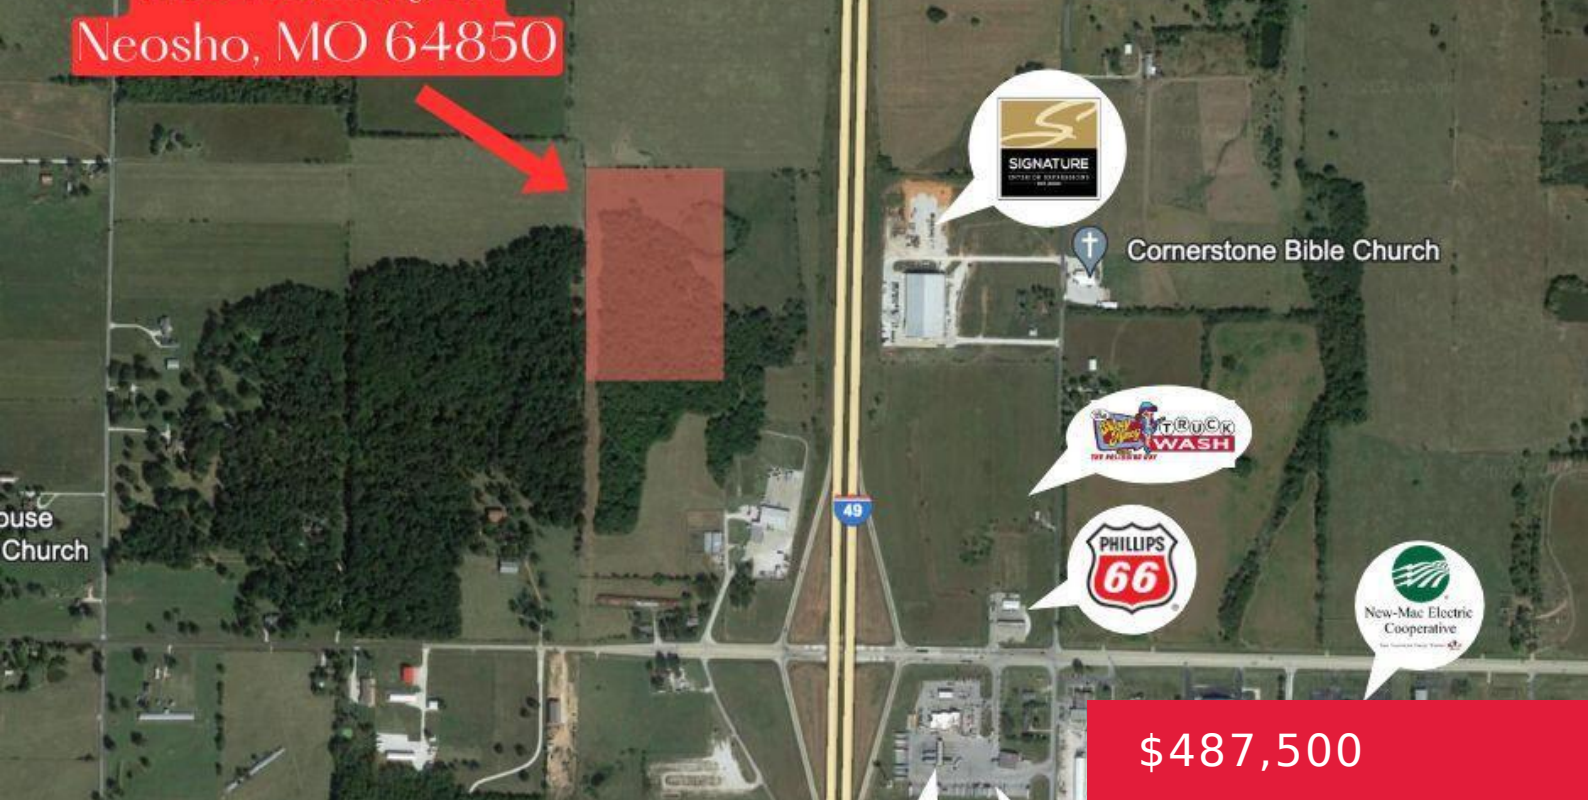 Neosho, MO 64850
SIGNATURE
Cornerstone Bible Church
The
TRUCK
WASH
49
PHILLIPS
66
ouse
Church
New-Mac Electric
Cooperative
$487,500